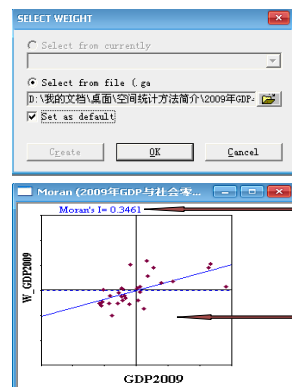 SELECT WEIGHT
Select from currently
Select from file (.ga
D:\我的文档\桌面\空间统计方法简介\2009年GDP-
Set as default
Create
OK
Cancel
Moran (2009年GDP与社会零...
Moran's I= 0.3461
W_GDP2009
GDP2009